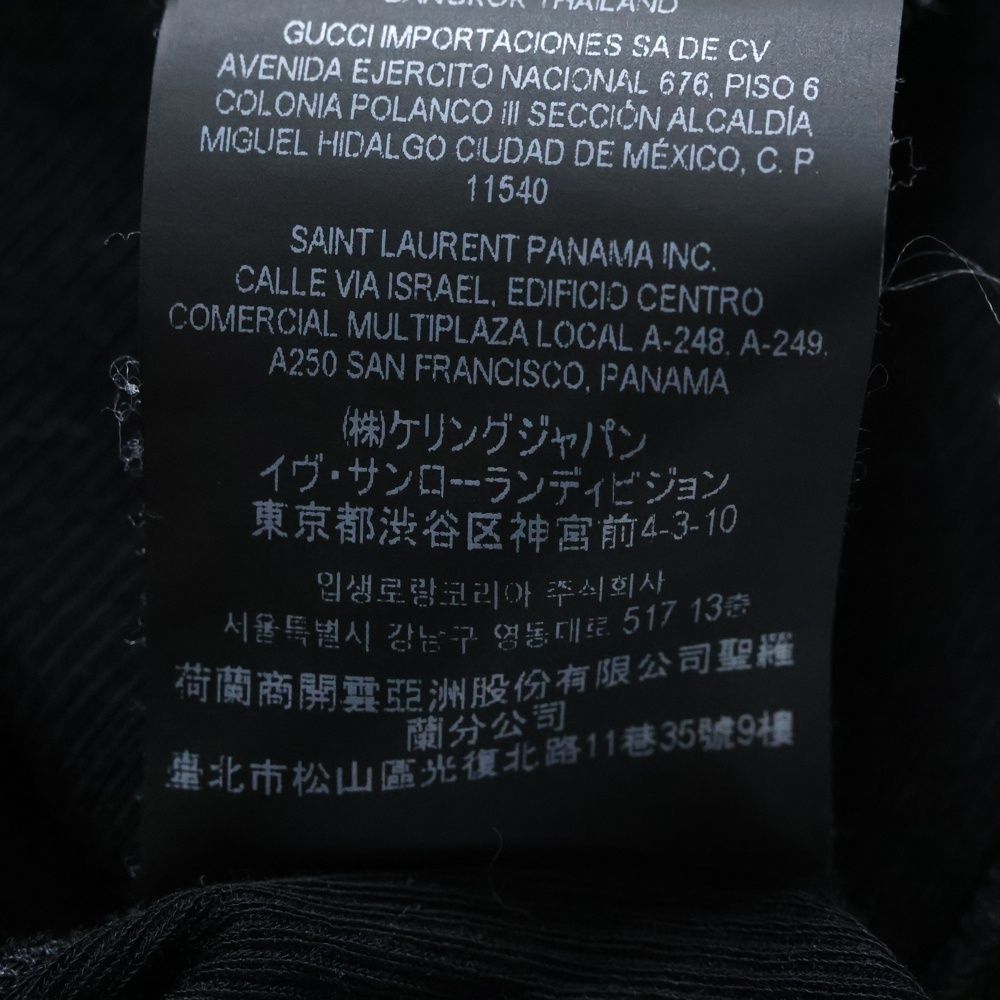 BANGKOK THAILAND
GUCCI IMPORTACIONES SA DE CV
AVENIDA EJERCITO NACIONAL 676, PISO 6
COLONIA POLANCO III SECCIÓN ALCALDÍA
MIGUEL HIDALGO CIUDAD DE MÉXICO, C. P.
11540
SAINT LAURENT PANAMA INC.
CALLE VIA ISRAEL, EDIFICIO CENTRO
COMERCIAL MULTIPLAZA LOCAL A-248, A-249,
A250 SAN FRANCISCO, PANAMA
(株)ケリングジャパン
イヴ・サンローランディビジョン
東京都渋谷区神宮前4-3-10
입생로랑코리아 주식회사
서울특별시 강남구 영동대로 517 13층
荷蘭商開雲亞洲股份有限公司聖羅
蘭分公司
臺北市松山區光復北路11巷35號9樓